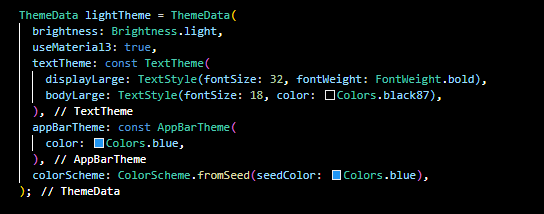 ThemeData lightTheme = ThemeData(
  brightness: Brightness.light,
  useMaterial3: true,
  textTheme: const TextTheme(
    displayLarge: TextStyle(fontSize: 32, fontWeight: FontWeight.bold),
    bodyLarge: TextStyle(fontSize: 18, color: Colors.black87),
  ), // TextTheme
  appBarTheme: const AppBarTheme(
    color: Colors.blue,
  ), // AppBarTheme
  colorScheme: ColorScheme.fromSeed(seedColor: Colors.blue),
); // ThemeData